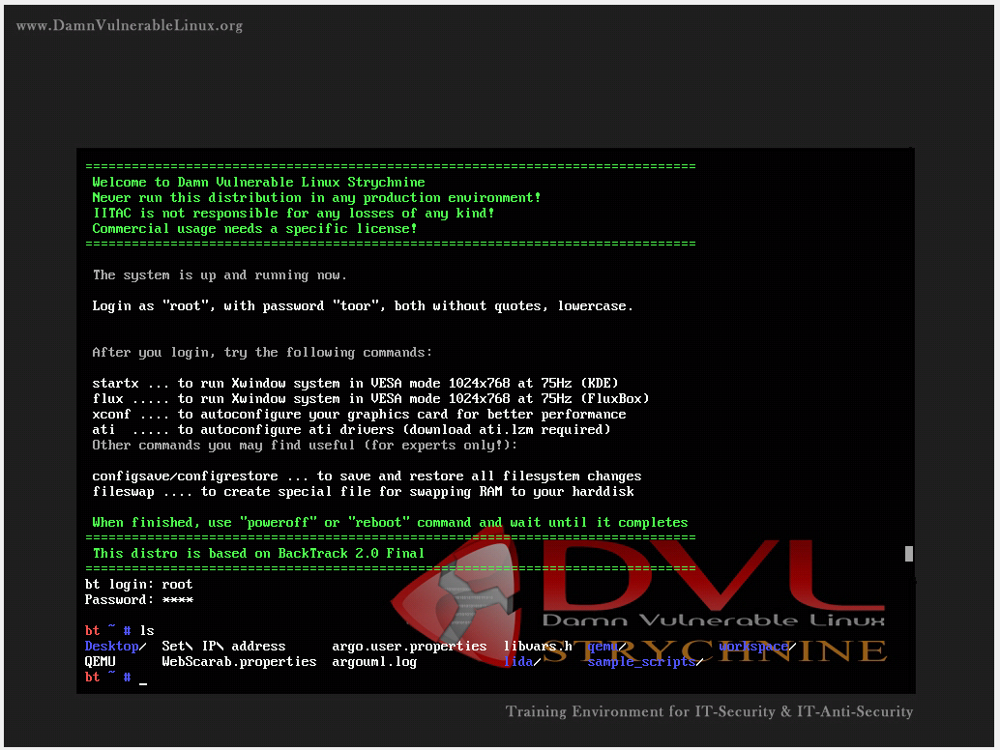 www.DamnVulnerableLinux.org
===============================================================================
Welcome to Damn Vulnerable Linux Strychnine
Never run this distribution in any production environment!
IITAC is not responsible for any losses of any kind!
Commercial usage needs a specific license!
===============================================================================
The system is up and running now.
Login as "root", with password "toor", both without quotes, lowercase.
After you login, try the following commands:
startx ... to run Xwindow system in VESA mode 1024x768 at 75Hz (KDE)
flux ..... to run Xwindow system in VESA mode 1024x768 at 75Hz (FluxBox)
xconf .... to autoconfigure your graphics card for better performance
ati  ..... to autoconfigure ati drivers (download ati.lzm required)
Other commands you may find useful (for experts only!):
configsave/configrestore ... to save and restore all filesystem changes
fileswap .... to create special file for swapping RAM to your harddisk
When finished, use "poweroff" or "reboot" command and wait until it completes
===============================================================================
This distro is based on BackTrack 2.0 Final
===============================================================================
bt login: root
Password: ****
bt ~ # ls
Desktop/  Set\ IP\ address      argo.user.properties  libvars.h  qemu/            workspace/
QEMU      WebScarab.properties  argouml.log           lida/      sample_scripts/
bt ~ # _
DVL
Damn Vulnerable Linux
STRYCHNINE
Training Environment for IT-Security & IT-Anti-Security